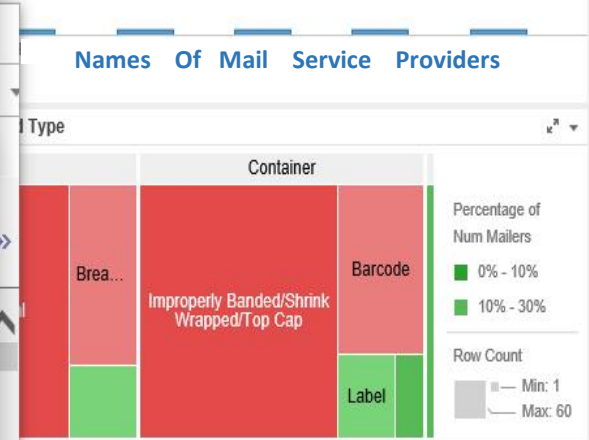 Names Of Mail Service Providers
Type
Container
Percentage of
Num Mailers
0% - 10%
10% - 30%
Brea...
Improperly Banded/Shrink
Wrapped/Top Cap
Barcode
Label
Row Count
Min: 1
Max: 60